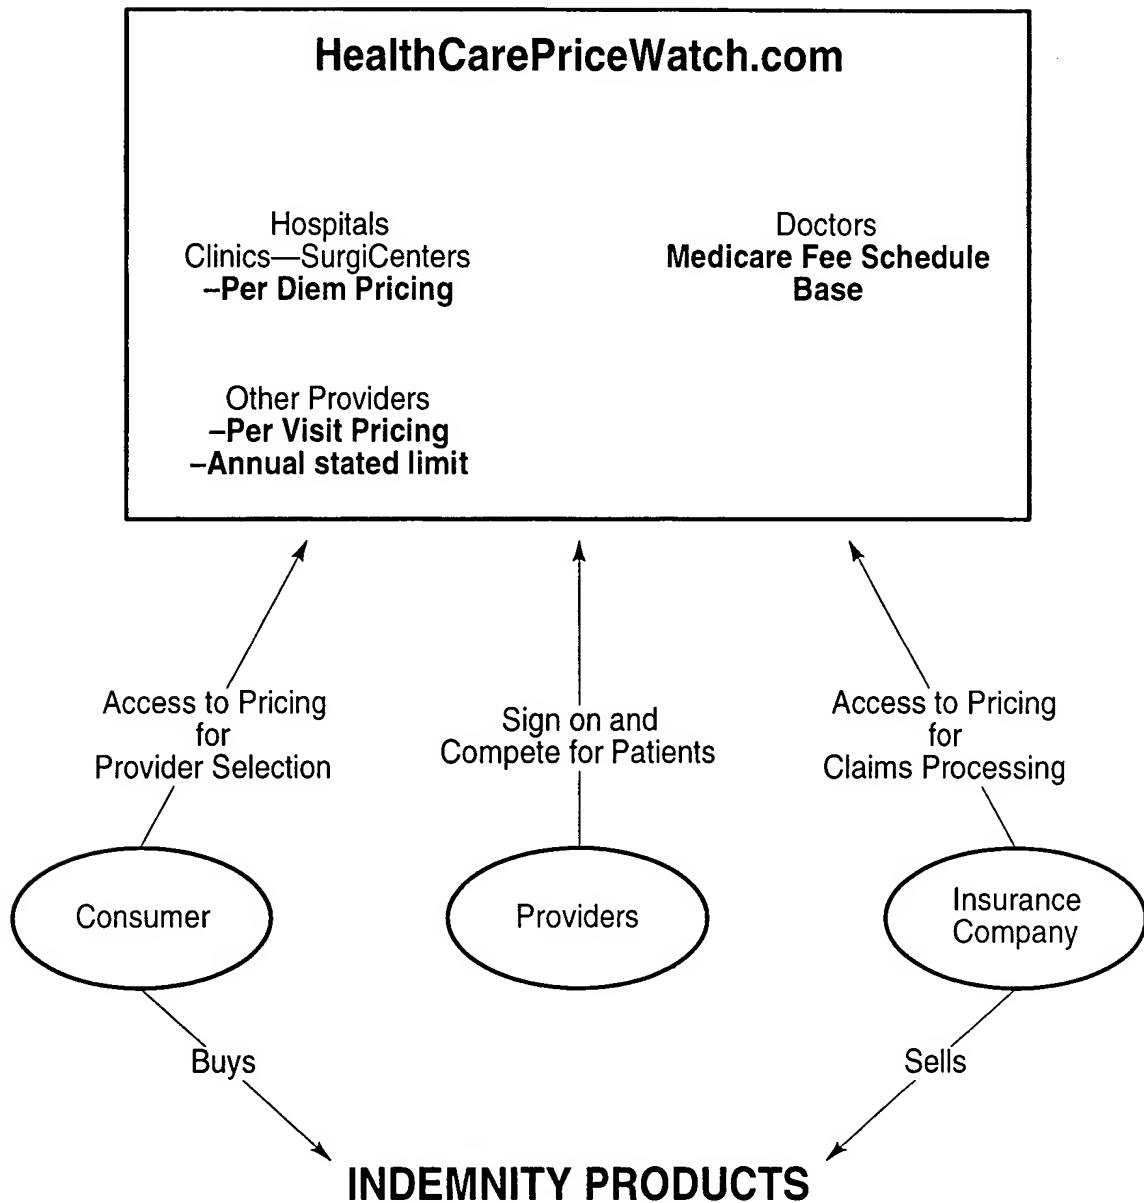 HealthCarePriceWatch.com
Hospitals
Clinics—SurgiCenters
–Per Diem Pricing
Doctors
Medicare Fee Schedule
Base
Other Providers
–Per Visit Pricing
–Annual stated limit
Access to Pricing
for
Provider Selection
Sign on and
Compete for Patients
Access to Pricing
for
Claims Processing
Consumer
Providers
Insurance
Company
Buys
Sells
INDEMNITY PRODUCTS